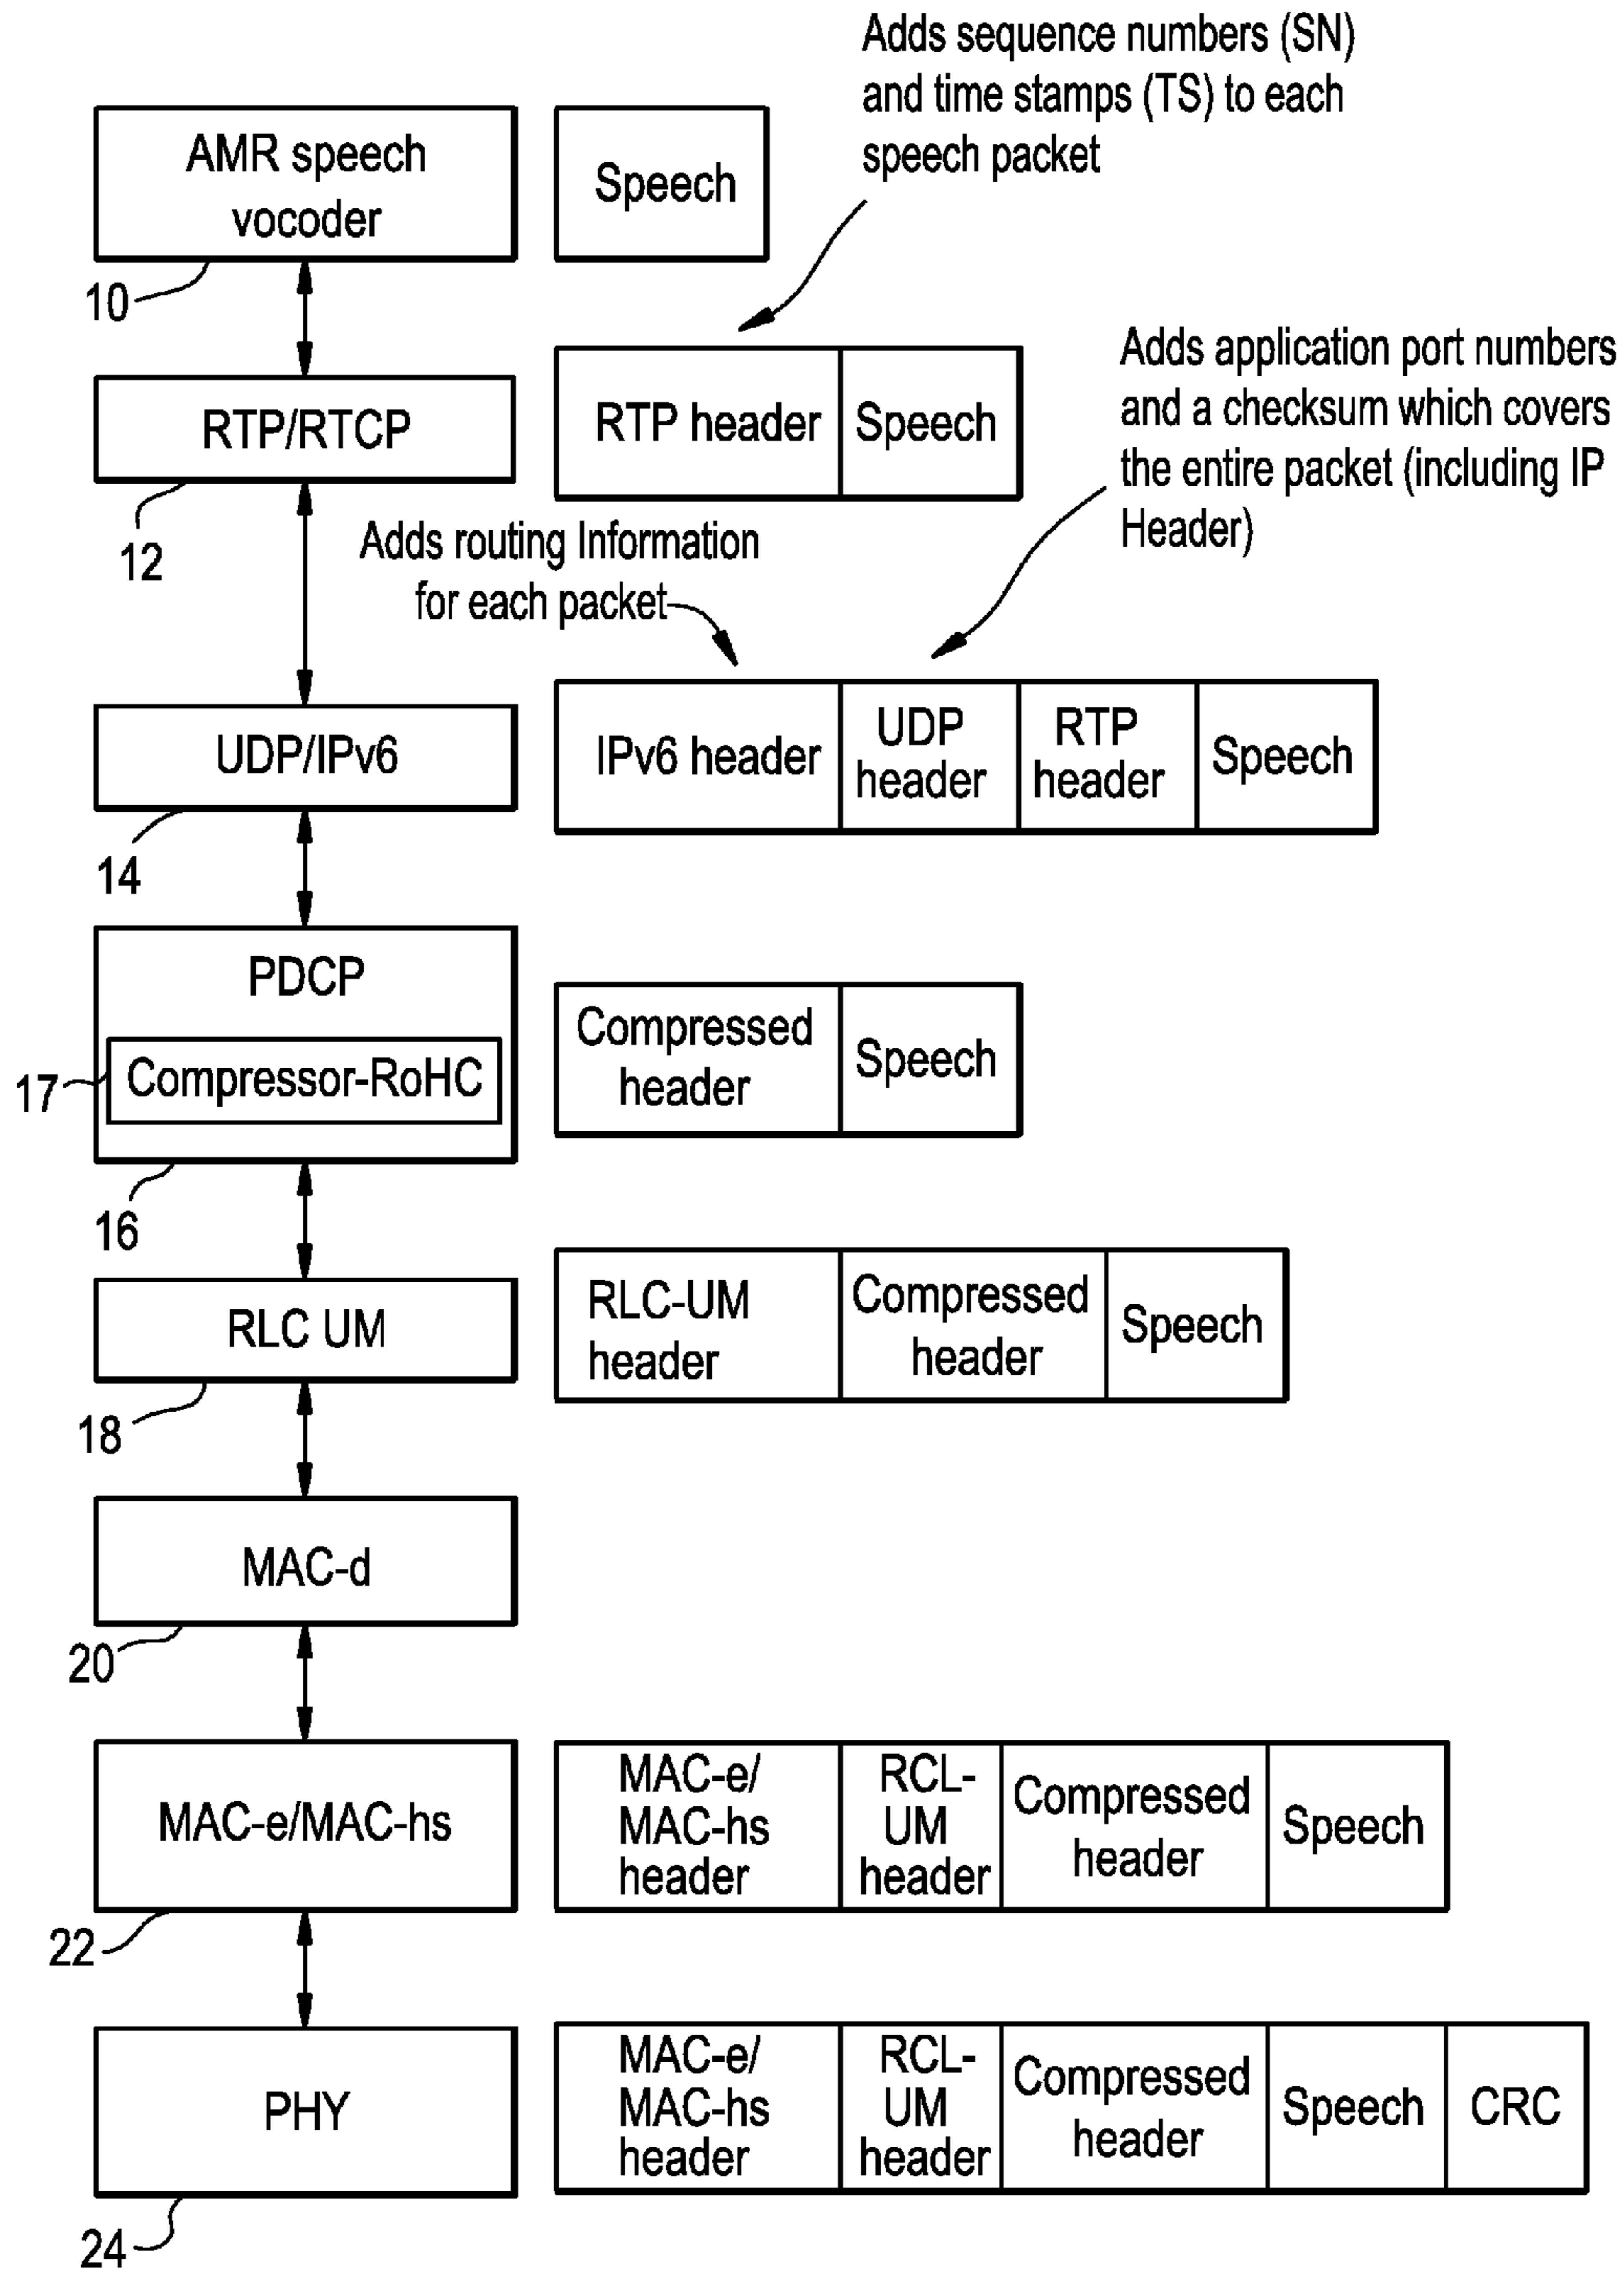 Adds sequence numbers (SN)
and time stamps (TS) to each
speech packet
AMR speech
vocoder
Speech
10
Adds application port numbers
and a checksum which covers
the entire packet (including IP
Header)
RTP/RTCP
RTP header
Speech
12
Adds routing Information
for each packet
UDP/IPv6
IPv6 header
UDP
header
RTP
header
Speech
14
PDCP
Compressor-RoHC
17
Compressed
header
Speech
16
RLC UM
RLC-UM
header
Compressed
header
Speech
18
MAC-d
20
MAC-e/MAC-hs
MAC-e/
MAC-hs
header
RCL-
UM
header
Compressed
header
Speech
22
PHY
MAC-e/
MAC-hs
header
RCL-
UM
header
Compressed
header
Speech
CRC
24